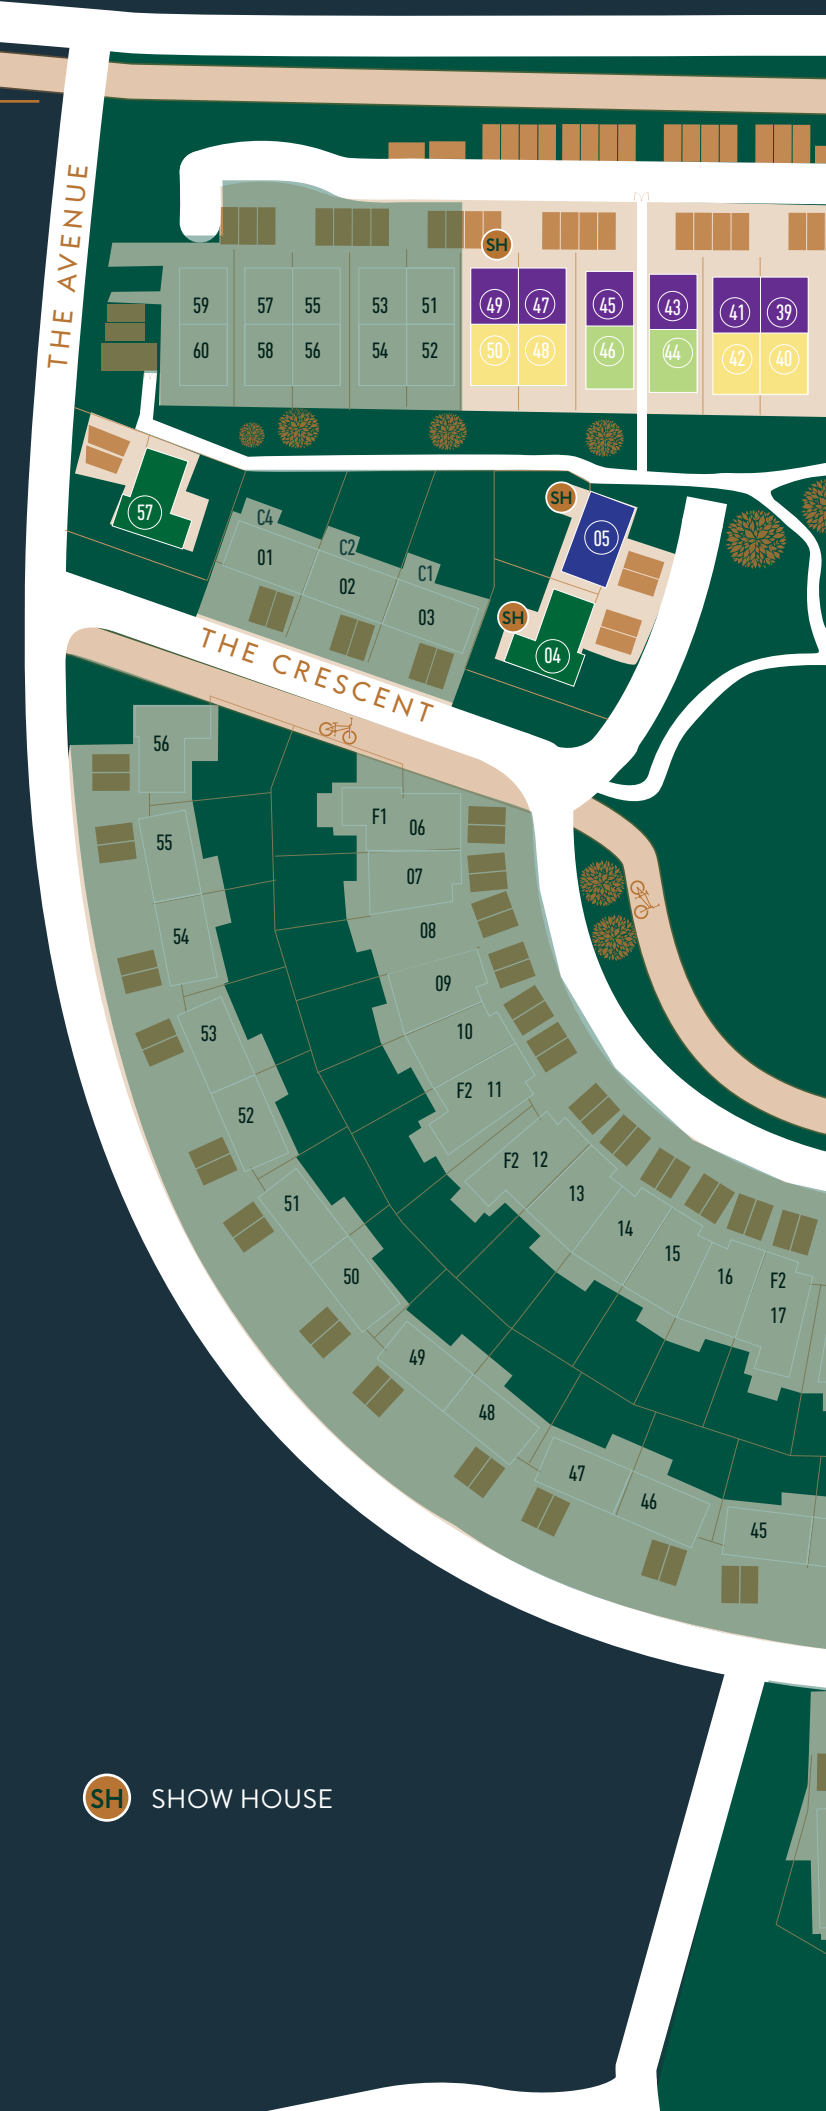 THE AVENUE
SH
59 57 55 53 51 49 47 45 43 41 39
60 58 56 54 52 50 48 46 44 42 40
SH
57
C4
05
01
C2
C1
02
03
SH
04
THE CRESCENT
56
F1 06
55
07
54
08
09
53
10
F2 11
52
F2 12
51
13
14
15
50
16
F2
17
49
48
47
46
45
SH SHOW HOUSE